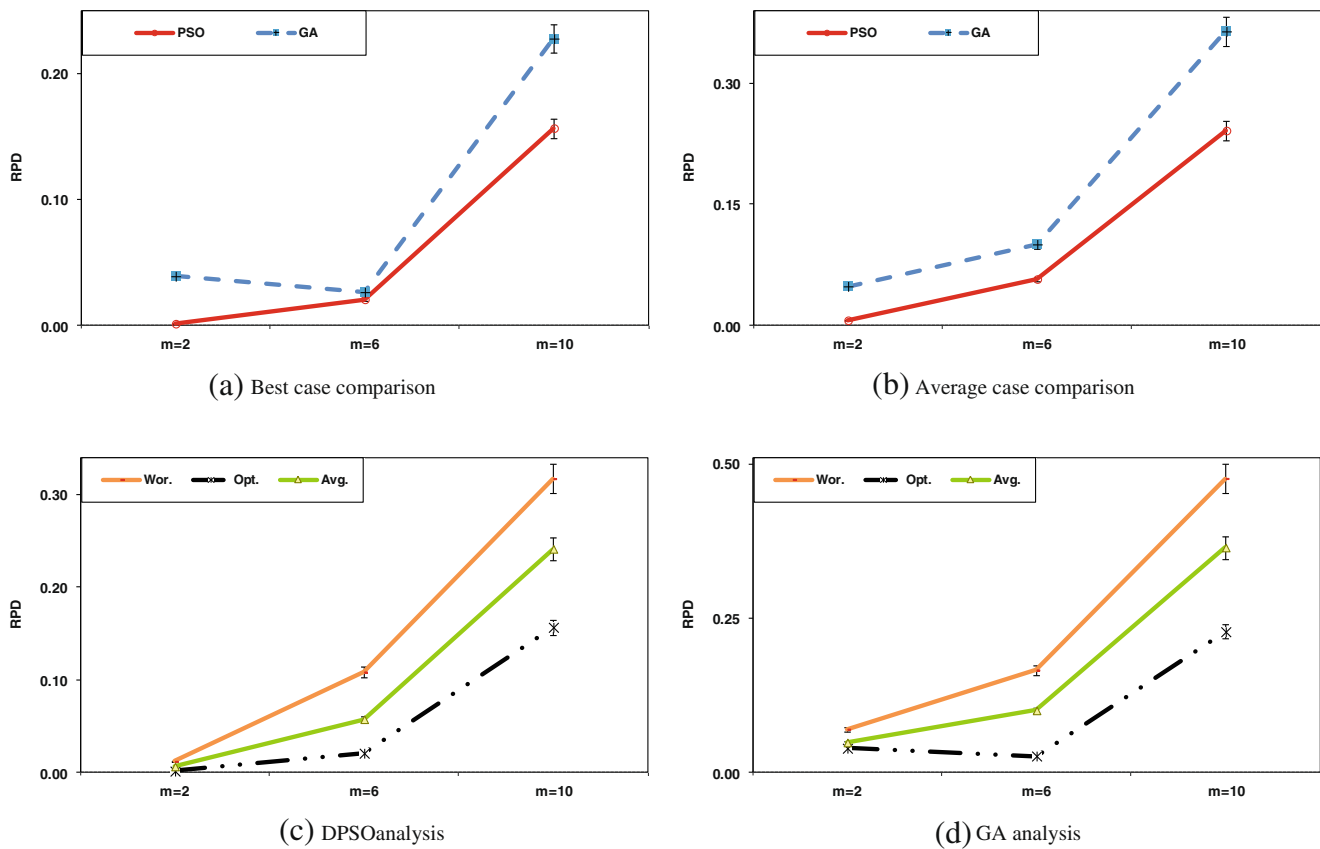 PSO GA
0.20
0.10
0.00
RPD
m=2 m=6 m=10
(a) Best case comparison
PSO GA
0.30
0.15
0.00
RPD
m=2 m=6 m=10
(b) Average case comparison
Wor. Opt. Avg.
0.30
0.20
0.10
0.00
RPD
m=2 m=6 m=10
(c) DPSOanalysis
Wor. Opt. Avg.
0.50
0.25
0.00
RPD
m=2 m=6 m=10
(d) GA analysis